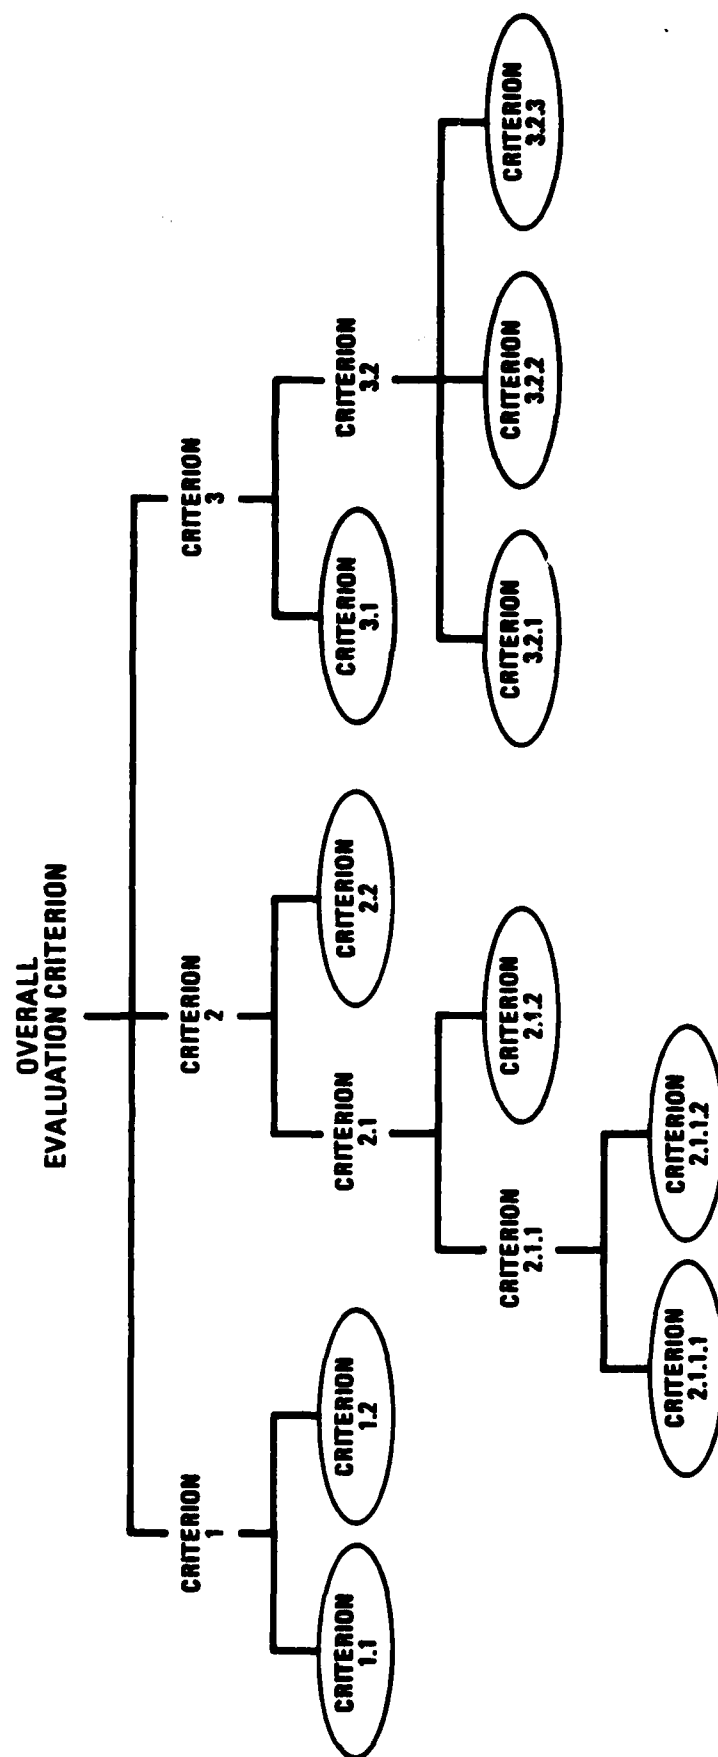 OVERALL
EVALUATION CRITERION
CRITERION
1
CRITERION
2
CRITERION
3
CRITERION
1.1
CRITERION
1.2
CRITERION
2.1
CRITERION
2.2
CRITERION
3.1
CRITERION
3.2
CRITERION
2.1.1
CRITERION
2.1.2
CRITERION
3.2.1
CRITERION
3.2.2
CRITERION
3.2.3
CRITERION
2.1.1.1
CRITERION
2.1.1.2